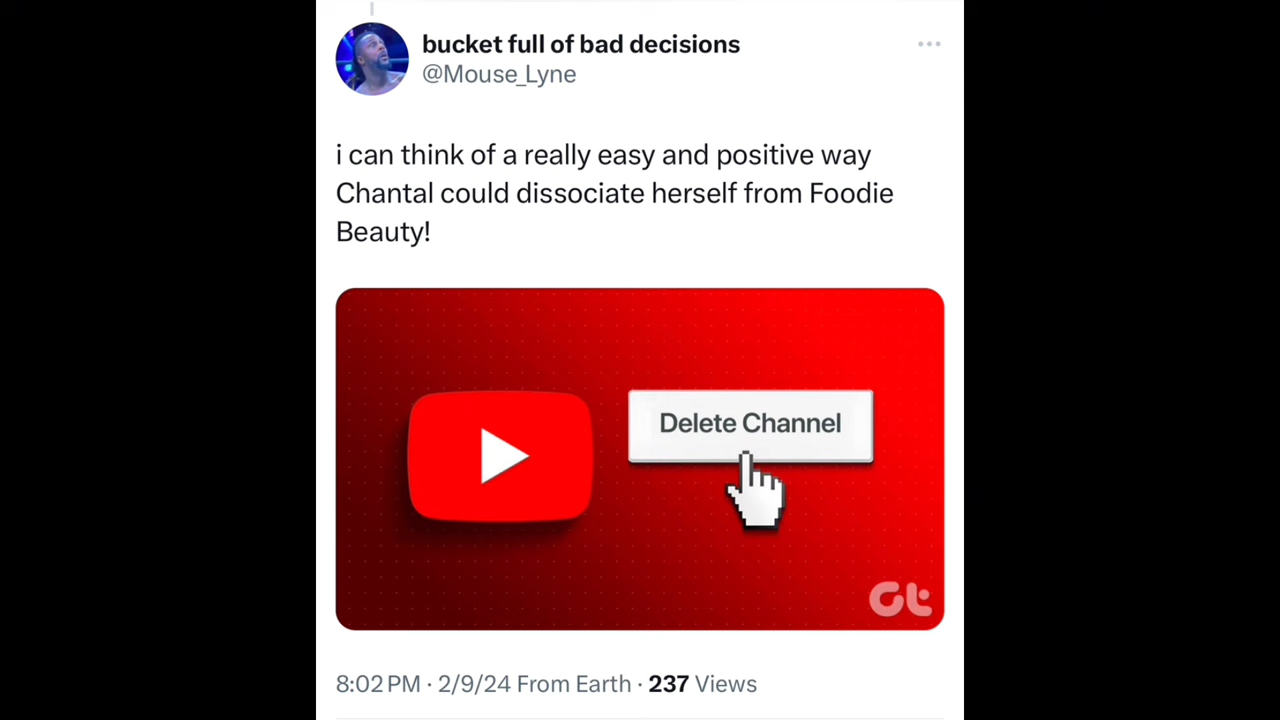 bucket full of bad decisions
@Mouse_Lyne
i can think of a really easy and positive way
Chantal could dissociate herself from Foodie
Beauty!
Delete Channel
Gt
8:02 PM · 2/9/24 From Earth · 237 Views